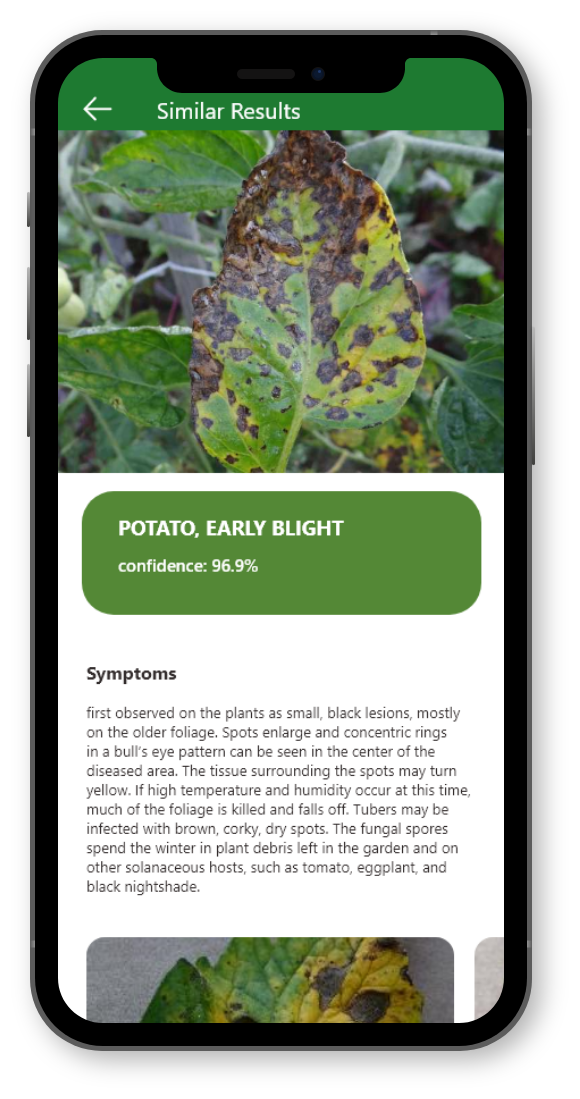 Similar Results
POTATO, EARLY BLIGHT
confidence: 96.9%
Symptoms
first observed on the plants as small, black lesions, mostly
on the older foliage. Spots enlarge and concentric rings
in a bull's eye pattern can be seen in the center of the
diseased area. The tissue surrounding the spots may turn
yellow. If high temperature and humidity occur at this time,
much of the foliage is killed and falls off. Tubers may be
infected with brown, corky, dry spots. The fungal spores
spend the winter in plant debris left in the garden and on
other solanaceous hosts, such as tomato, eggplant, and
black nightshade.